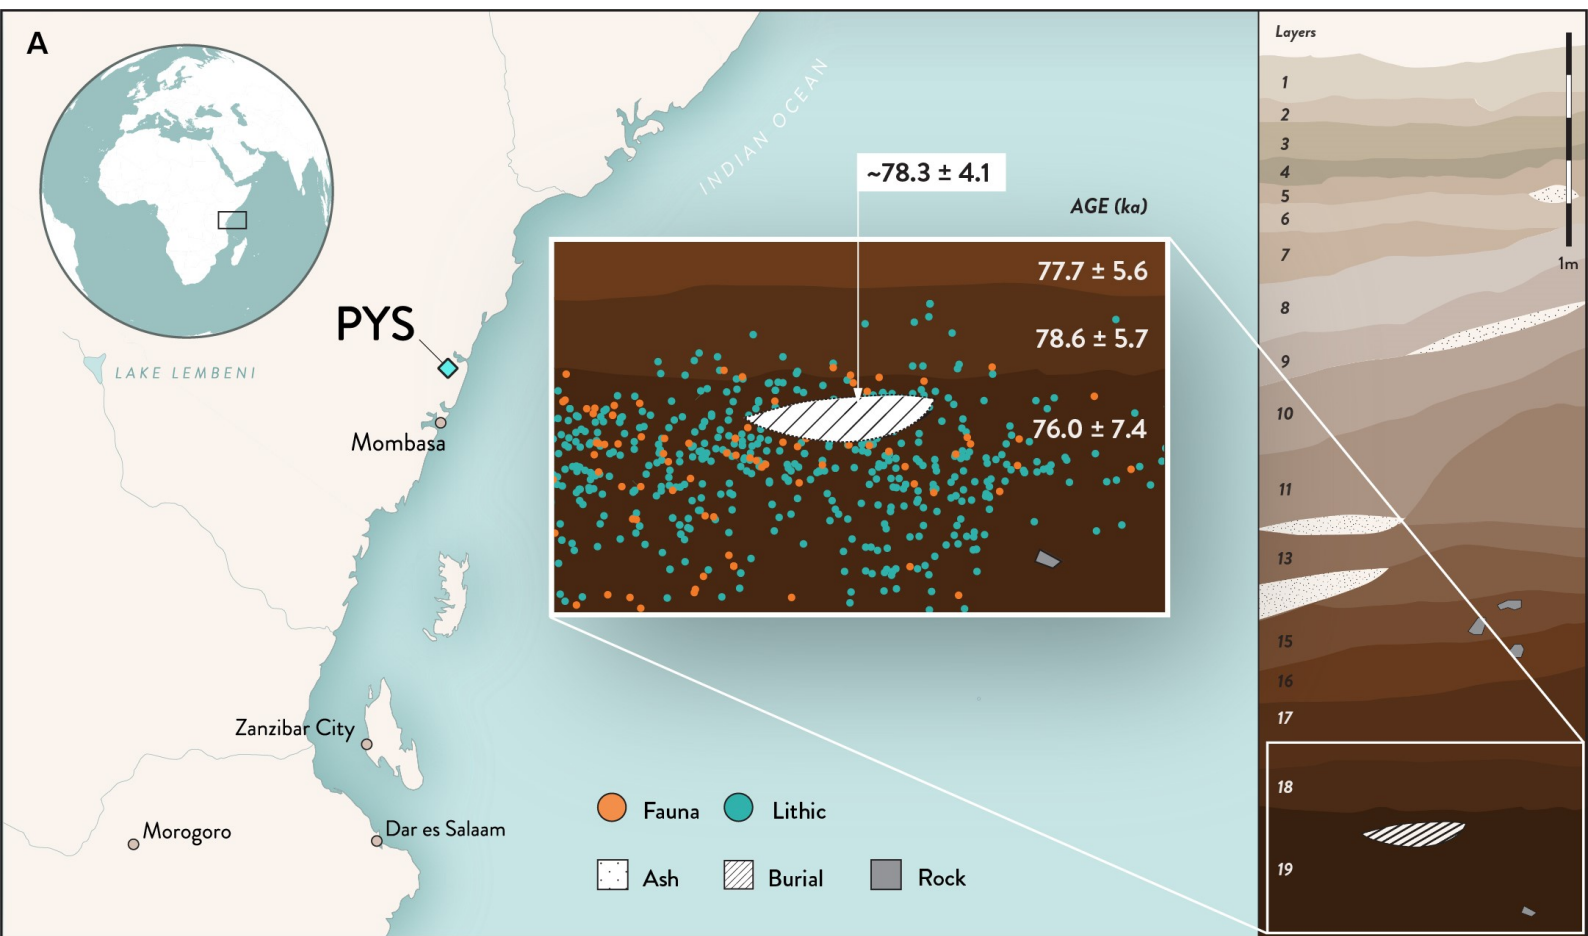 A
INDIAN OCEAN
~78.3 ± 4.1
AGE (ka)
77.7 ± 5.6
78.6 ± 5.7
76.0 ± 7.4
PYS
LAKE LEMBENI
Mombasa
Zanzibar City
Morogoro
Dar es Salaam
Fauna
Lithic
Ash
Burial
Rock
Layers
1
2
3
4
5
6
7
1m
8
9
10
11
13
15
16
17
18
19